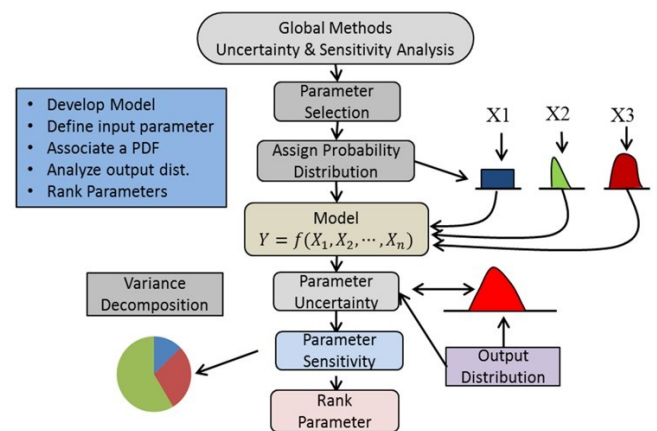 Global Methods
Uncertainty & Sensitivity Analysis
Parameter
Selection
• Develop Model
• Define input parameter
• Associate a PDF
• Analyze output dist.
• Rank Parameters
X1 X2 X3
Assign Probability
Distribution
Model
Y = f(X₁, X₂, ⋯, Xₙ)
Variance
Decomposition
Parameter
Uncertainty
Parameter
Sensitivity
Output
Distribution
Rank
Parameter